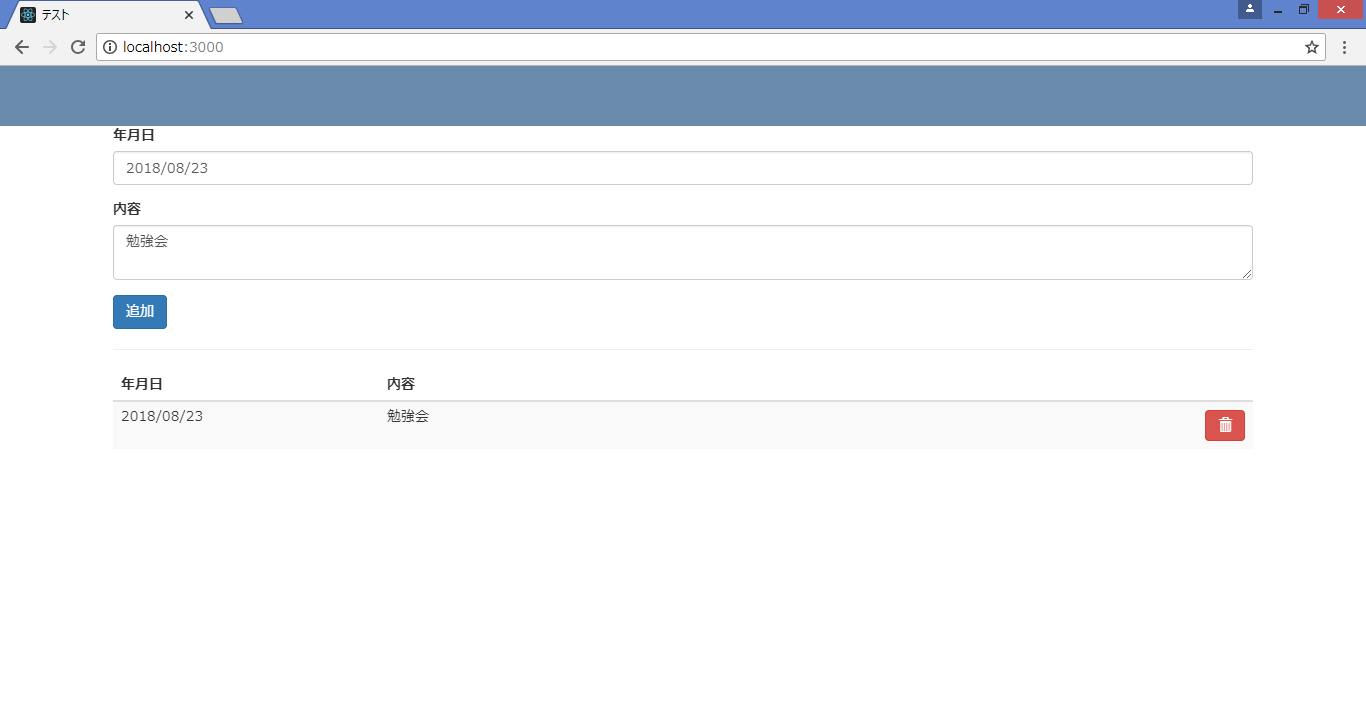 テスト
localhost:3000
年月日
2018/08/23
内容
勉強会
追加
年月日 内容
2018/08/23 勉強会